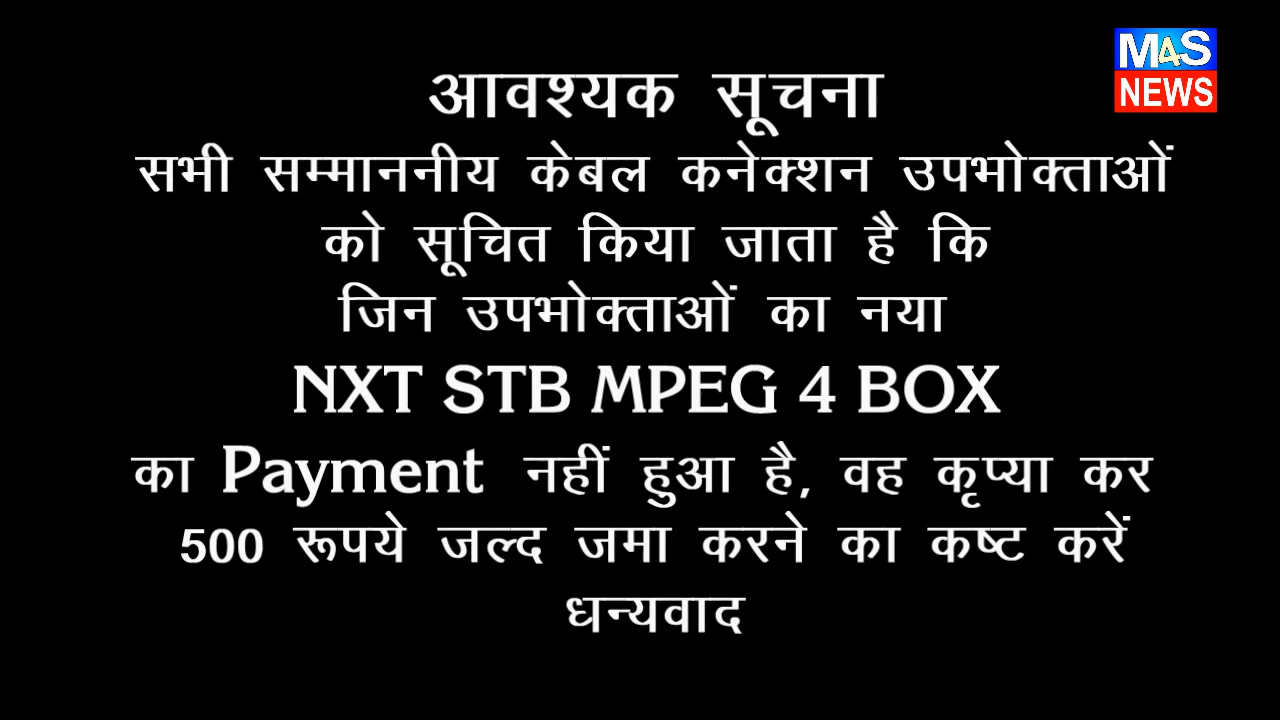 M4S
NEWS
आवश्यक सूचना
सभी सम्माननीय केबल कनेक्शन उपभोक्ताओं
को सूचित किया जाता है कि
जिन उपभोक्ताओं का नया
NXT STB MPEG 4 BOX
का Payment नहीं हुआ है, वह कृप्या कर
500 रूपये जल्द जमा करने का कष्ट करें
धन्यवाद